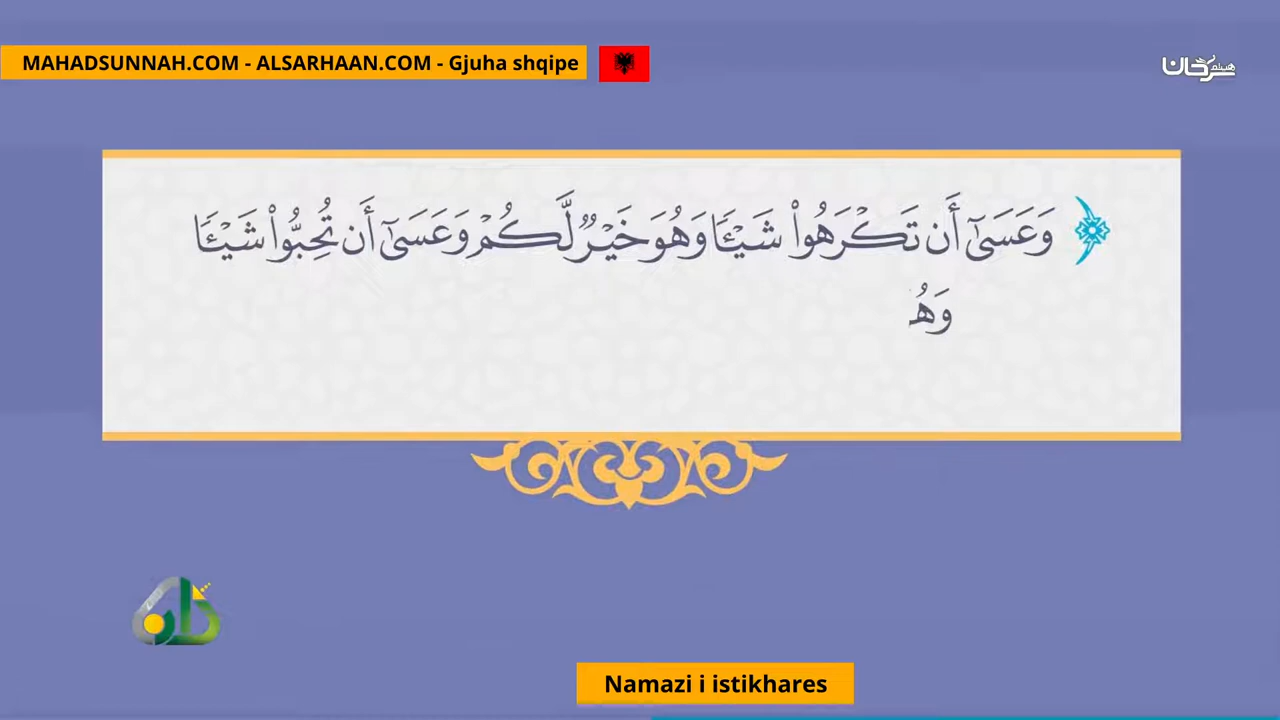 MAHADSUNNAH.COM - ALSARHAAN.COM - Gjuha shqipe
وَعَسَىٰٓ أَن تَكْرَهُوا۟ شَيْـًٔا وَهُوَ خَيْرٌ لَّكُمْ وَعَسَىٰٓ أَن تُحِبُّوا۟ شَيْـًٔا
وَهُ
Namazi i istikhares